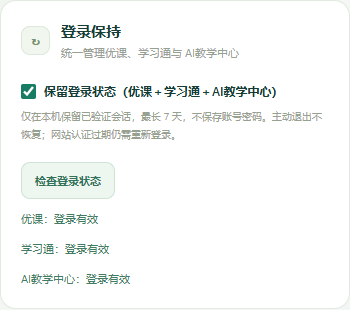 登录保持
统一管理优课、学习通与 AI教学中心
保留登录状态（优课 + 学习通 + AI教学中心）
仅在本机保留已验证会话，最长 7 天，不保存账号密码。主动退出不
恢复；网站认证过期仍需重新登录。
检查登录状态
优课：登录有效
学习通：登录有效
AI教学中心：登录有效